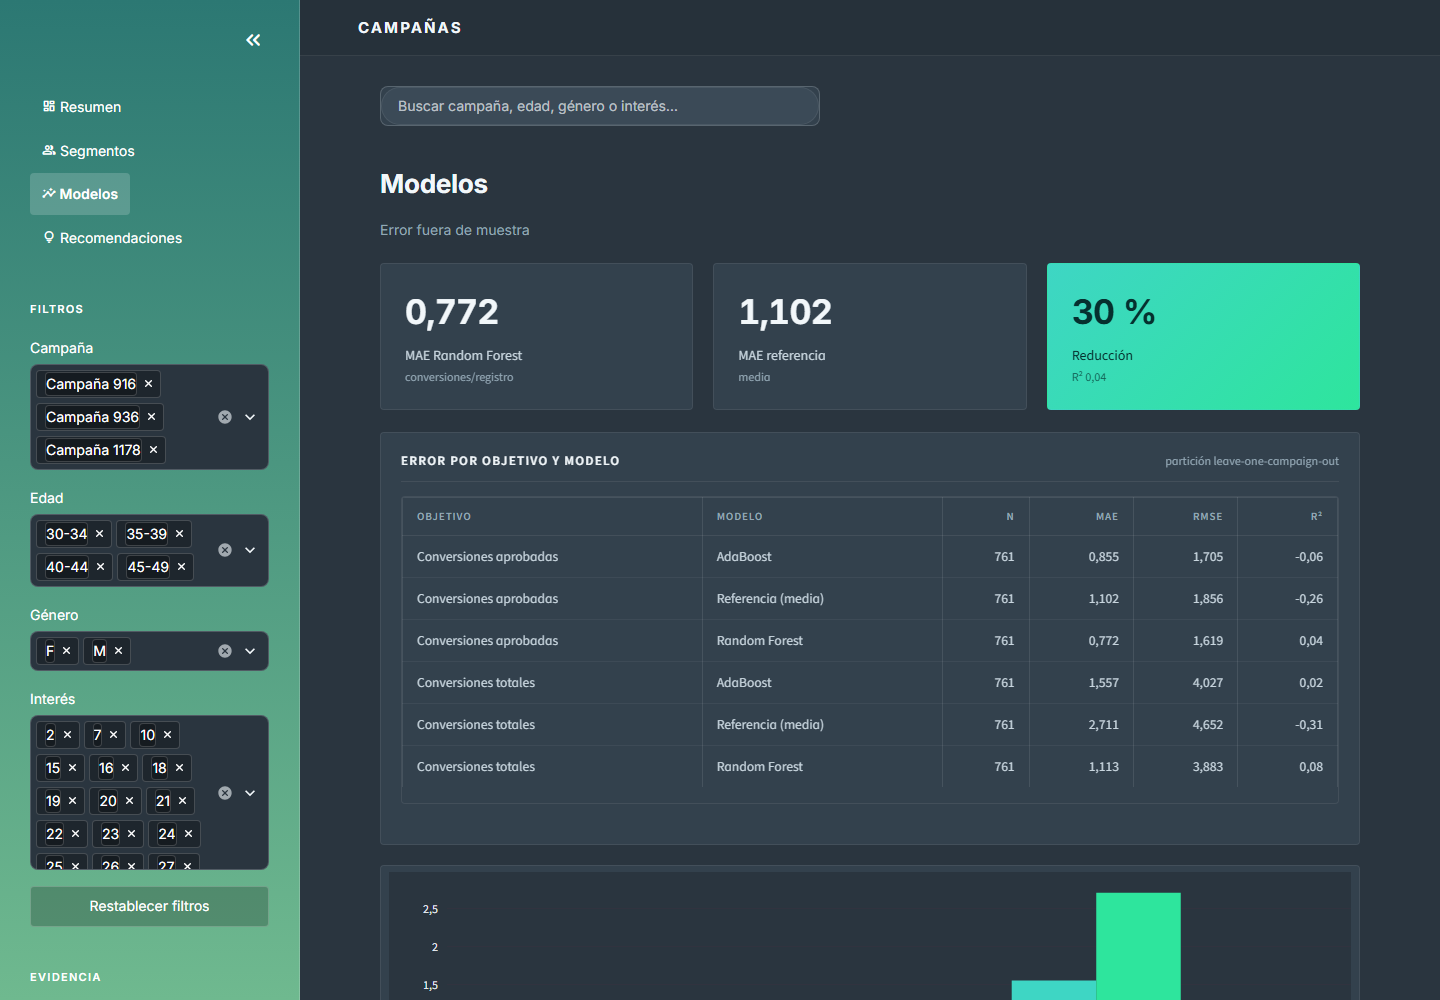 CAMPAÑAS
Resumen
Segmentos
Modelos
Recomendaciones
FILTROS
Campaña
Campaña 916 ×
Campaña 936 ×
Campaña 1178 ×
Edad
30-34 × 35-39 ×
40-44 × 45-49 ×
Género
F × M ×
Interés
2 × 7 × 10 ×
15 × 16 × 18 ×
19 × 20 × 21 ×
22 × 23 × 24 ×
25 × 26 × 27 ×
Restablecer filtros
EVIDENCIA
Buscar campaña, edad, género o interés...
Modelos
Error fuera de muestra
0,772
MAE Random Forest
conversiones/registro
1,102
MAE referencia
media
30 %
Reducción
R² 0,04
ERROR POR OBJETIVO Y MODELO partición leave-one-campaign-out
OBJETIVO MODELO N MAE RMSE R²
Conversiones aprobadas AdaBoost 761 0,855 1,705 -0,06
Conversiones aprobadas Referencia (media) 761 1,102 1,856 -0,26
Conversiones aprobadas Random Forest 761 0,772 1,619 0,04
Conversiones totales AdaBoost 761 1,557 4,027 0,02
Conversiones totales Referencia (media) 761 2,711 4,652 -0,31
Conversiones totales Random Forest 761 1,113 3,883 0,08
2,5
2
1,5